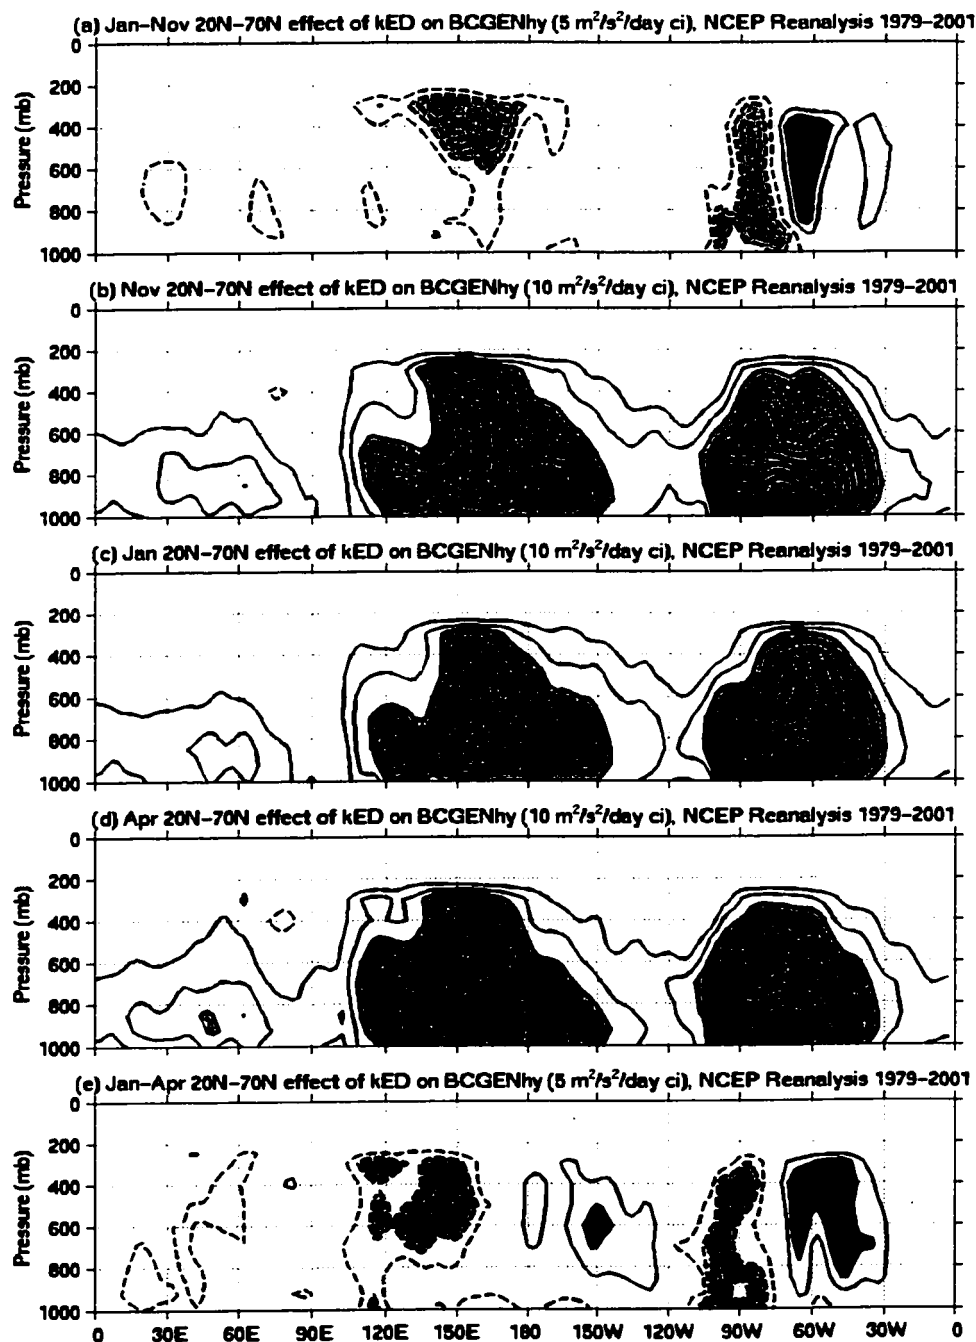 (a) Jan–Nov 20N–70N effect of kED on BCGENhy (5 m²/s²/day ci), NCEP Reanalysis 1979–2001
0
200
400
600
800
1000
Pressure (mb)
(b) Nov 20N–70N effect of kED on BCGENhy (10 m²/s²/day ci), NCEP Reanalysis 1979–2001
0
200
400
600
800
1000
Pressure (mb)
(c) Jan 20N–70N effect of kED on BCGENhy (10 m²/s²/day ci), NCEP Reanalysis 1979–2001
0
200
400
600
800
1000
Pressure (mb)
(d) Apr 20N–70N effect of kED on BCGENhy (10 m²/s²/day ci), NCEP Reanalysis 1979–2001
0
200
400
600
800
1000
Pressure (mb)
(e) Jan–Apr 20N–70N effect of kED on BCGENhy (5 m²/s²/day ci), NCEP Reanalysis 1979–2001
0
200
400
600
800
1000
Pressure (mb)
0 30E 60E 90E 120E 150E 180 150W 120W 90W 60W 30W 0